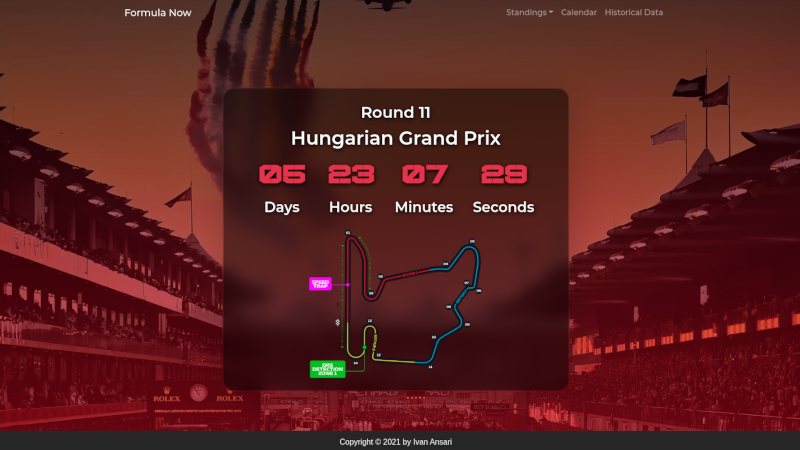 Formula Now
Standings
Calendar
Historical Data
Round 11
Hungarian Grand Prix
05 23 07 29
Days Hours Minutes Seconds
SPEED
TRAP
DRS
DETECTION
ZONE 1
ROLEX
ROLEX
Copyright © 2021 by Ivan Ansari